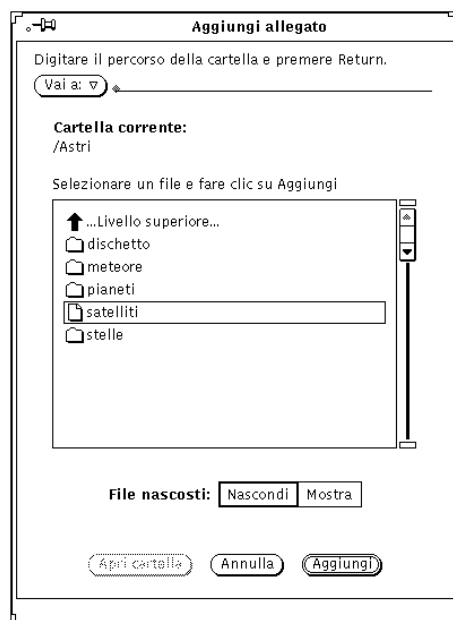 Aggiungi allegato
Digitare il percorso della cartella e premere Return.
Vai a:
Cartella corrente:
/Astri
Selezionare un file e fare clic su Aggiungi
...Livello superiore...
dischetto
meteore
pianeti
satelliti
stelle
File nascosti: Nascondi Mostra
Apri cartella Annulla Aggiungi